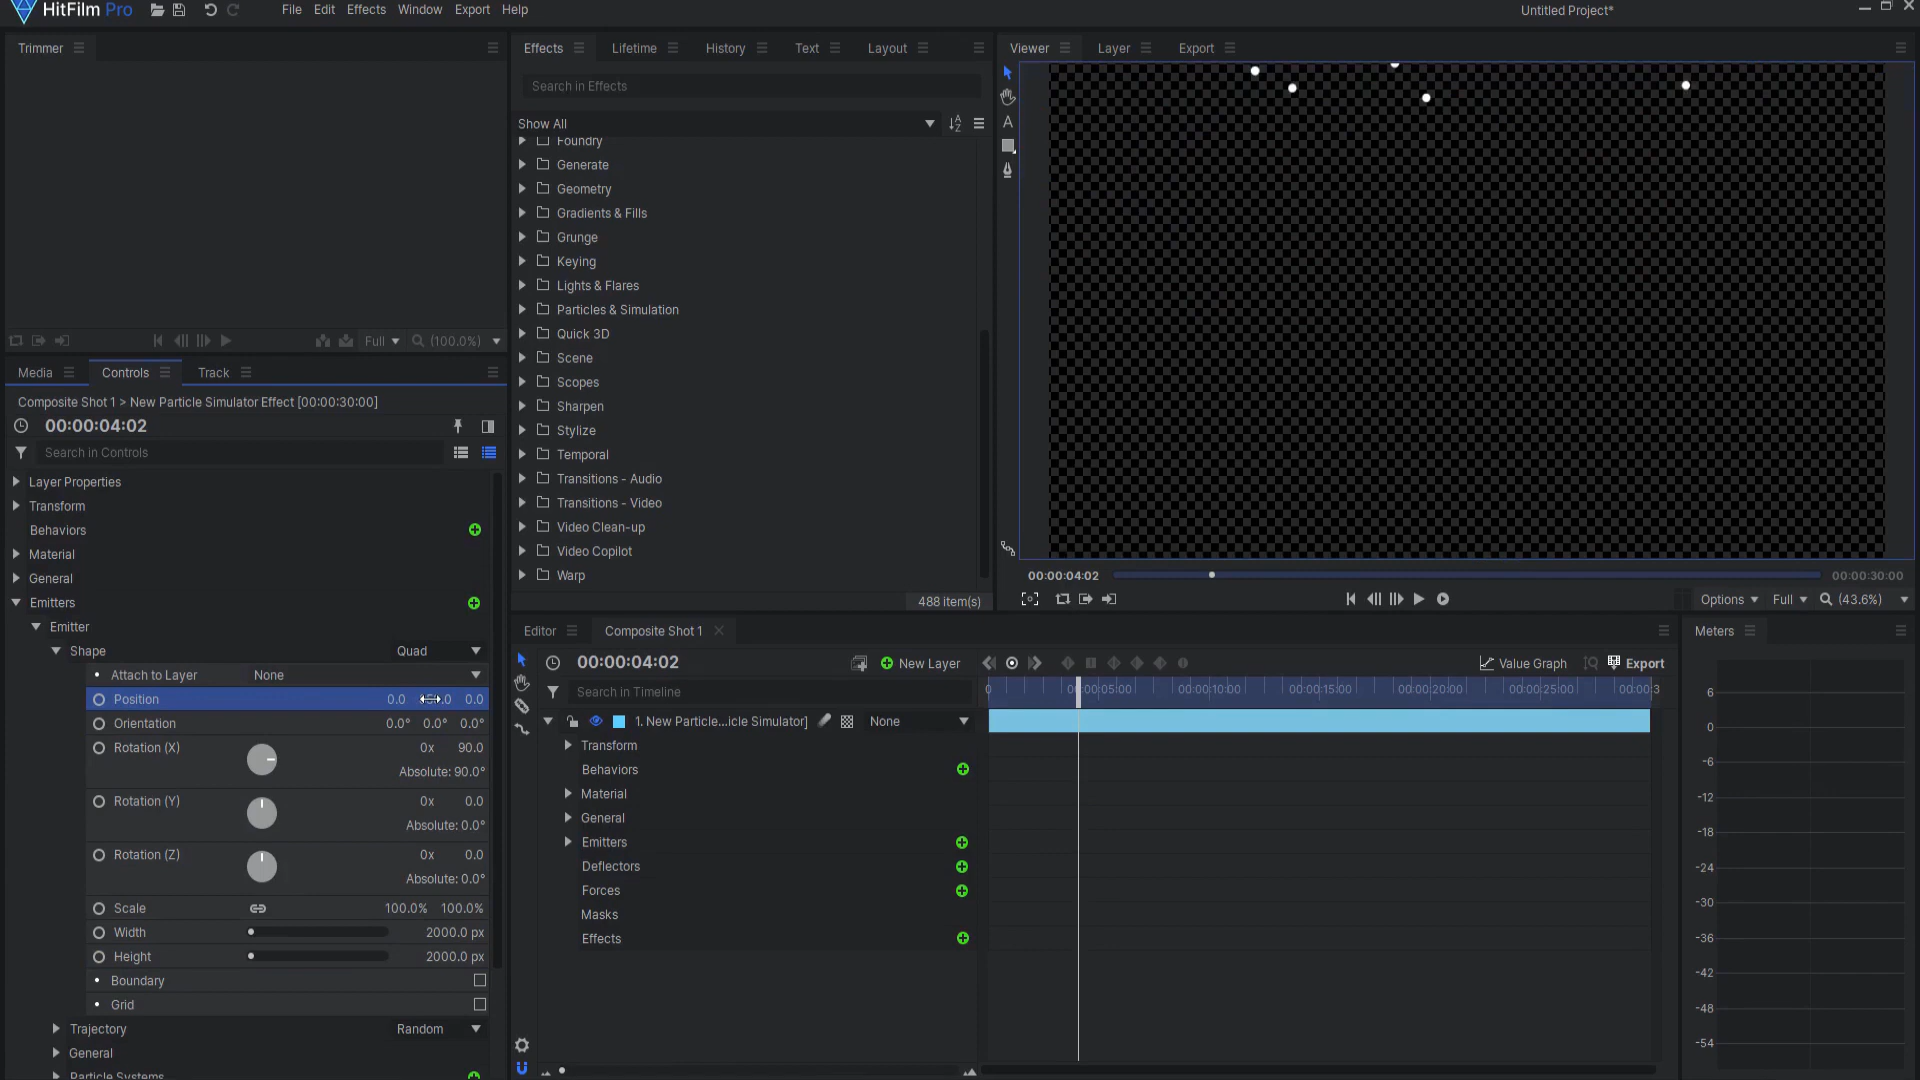 HitFilm Pro
File Edit Effects Window Export Help
Untitled Project*
Trimmer
Full (100.0%)
Media Controls Track
Composite Shot 1 > New Particle Simulator Effect [00:00:30:00]
00:00:04:02
Search in Controls
Layer Properties
Transform
Behaviors
Material
General
Emitters
Emitter
Shape Quad
Attach to Layer None
Position 0.0 0.0
Orientation 0.0° 0.0° 0.0°
Rotation (X) 0x 90.0
Absolute: 90.0°
Rotation (Y) 0x 0.0
Absolute: 0.0°
Rotation (Z) 0x 0.0
Absolute: 0.0°
Scale 100.0% 100.0%
Width 2000.0 px
Height 2000.0 px
Boundary
Grid
Trajectory Random
General
Particle Systems
Effects Lifetime History Text Layout
Search in Effects
Show All
Foundry
Generate
Geometry
Gradients & Fills
Grunge
Keying
Lights & Flares
Particles & Simulation
Quick 3D
Scene
Scopes
Sharpen
Stylize
Temporal
Transitions - Audio
Transitions - Video
Video Clean-up
Video Copilot
Warp
488 item(s)
Viewer Layer Export
A
00:00:04:02 00:00:30:00
Options Full (43.6%)
Editor Composite Shot 1
00:00:04:02 New Layer Value Graph Export
Search in Timeline
0 00:00:05:00 00:00:10:00 00:00:15:00 00:00:20:00 00:00:25:00 00:00:3
1. New Particle...icle Simulator] None
Transform
Behaviors
Material
General
Emitters
Deflectors
Forces
Masks
Effects
Meters
6
0
-6
-12
-18
-24
-30
-36
-42
-48
-54